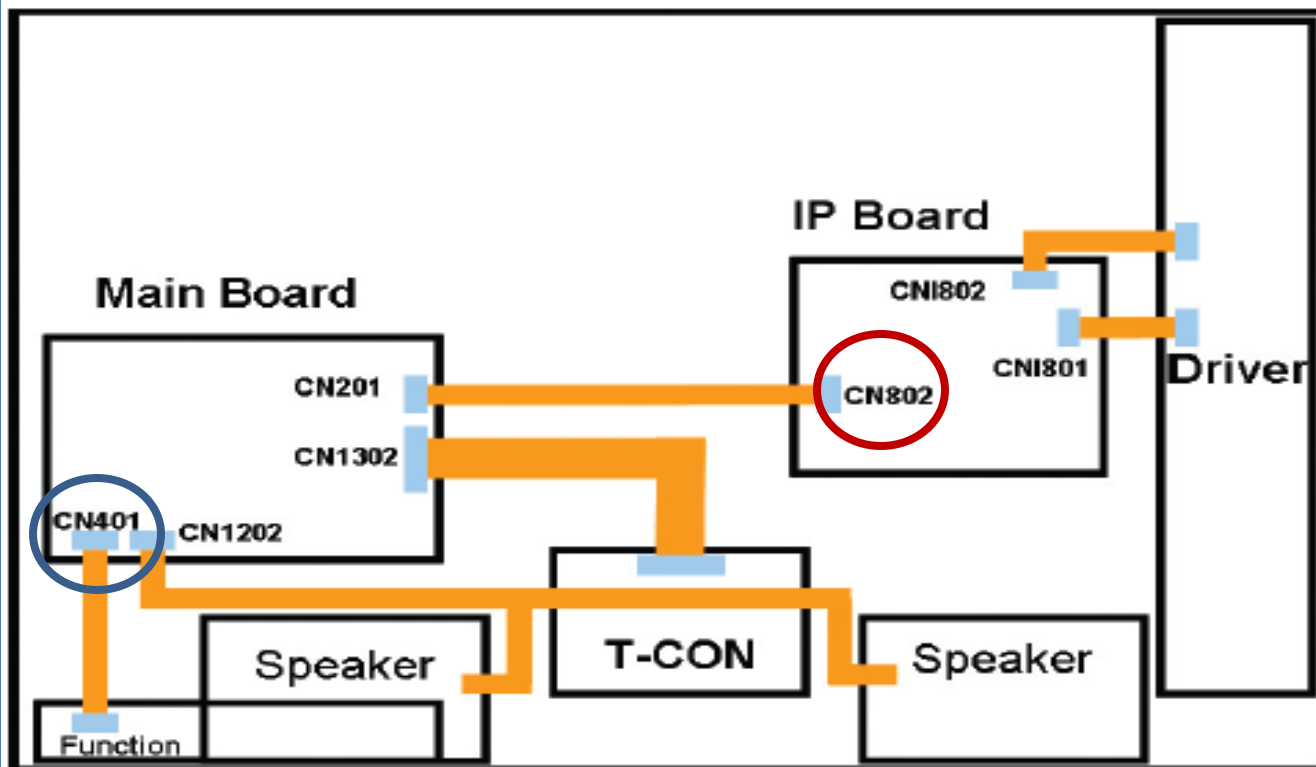 IP Board
CNI802
Main Board
CNI801
Driver
CN201
CN802
CN1302
CN401
CN1202
T-CON
Speaker
Speaker
Function